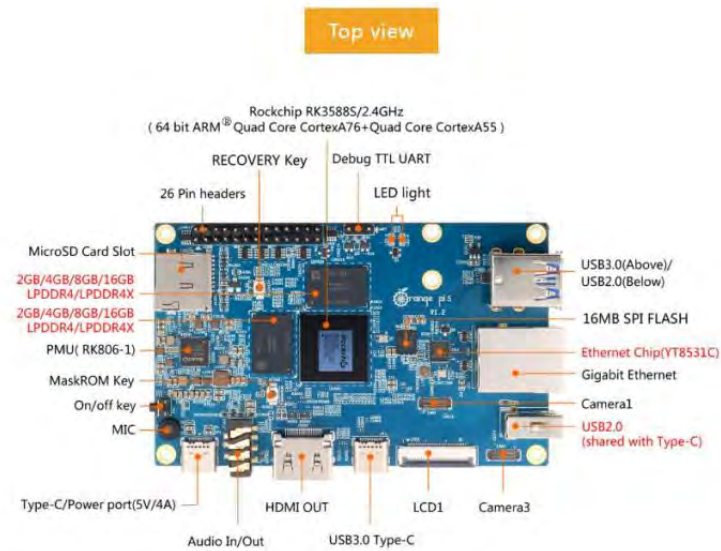 Top view
Rockchip RK3588S/2.4GHz
( 64 bit ARM® Quad Core CortexA76+Quad Core CortexA55 )
RECOVERY Key
Debug TTL UART
26 Pin headers
LED light
MicroSD Card Slot
2GB/4GB/8GB/16GB
LPDDR4/LPDDR4X
2GB/4GB/8GB/16GB
LPDDR4/LPDDR4X
PMU( RK806-1)
MaskROM Key
On/off key
MIC
USB3.0(Above)/
USB2.0(Below)
16MB SPI FLASH
Ethernet Chip(YT8531C)
Gigabit Ethernet
Camera1
USB2.0
(shared with Type-C)
range pi 5
Type-C/Power port(5V/4A)
Audio In/Out
HDMI OUT
USB3.0 Type-C
LCD1
Camera3